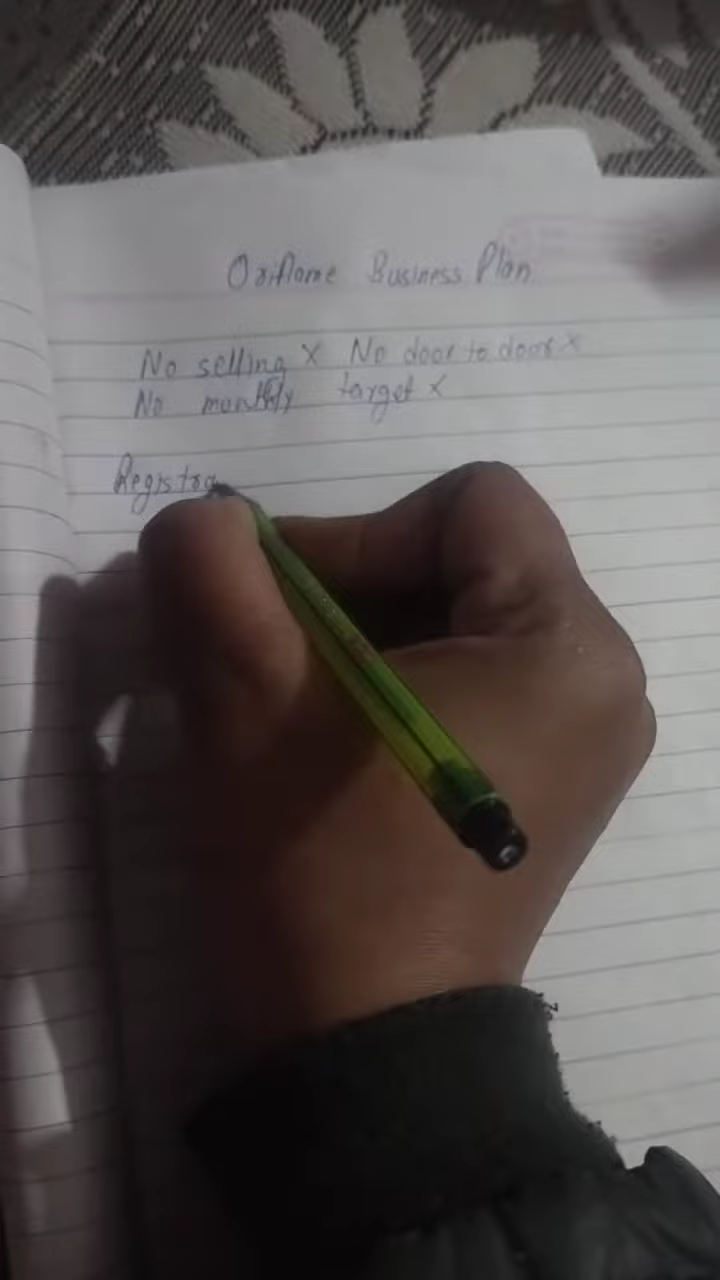 Oriflame Business Plan
No selling X No door to door X
No monthly target X
Registra